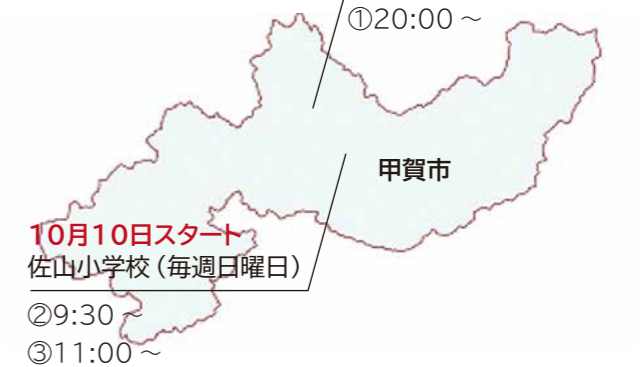 ①20:00～
甲賀市
10月10日スタート
佐山小学校（毎週日曜日）
②9:30～
③11:00～